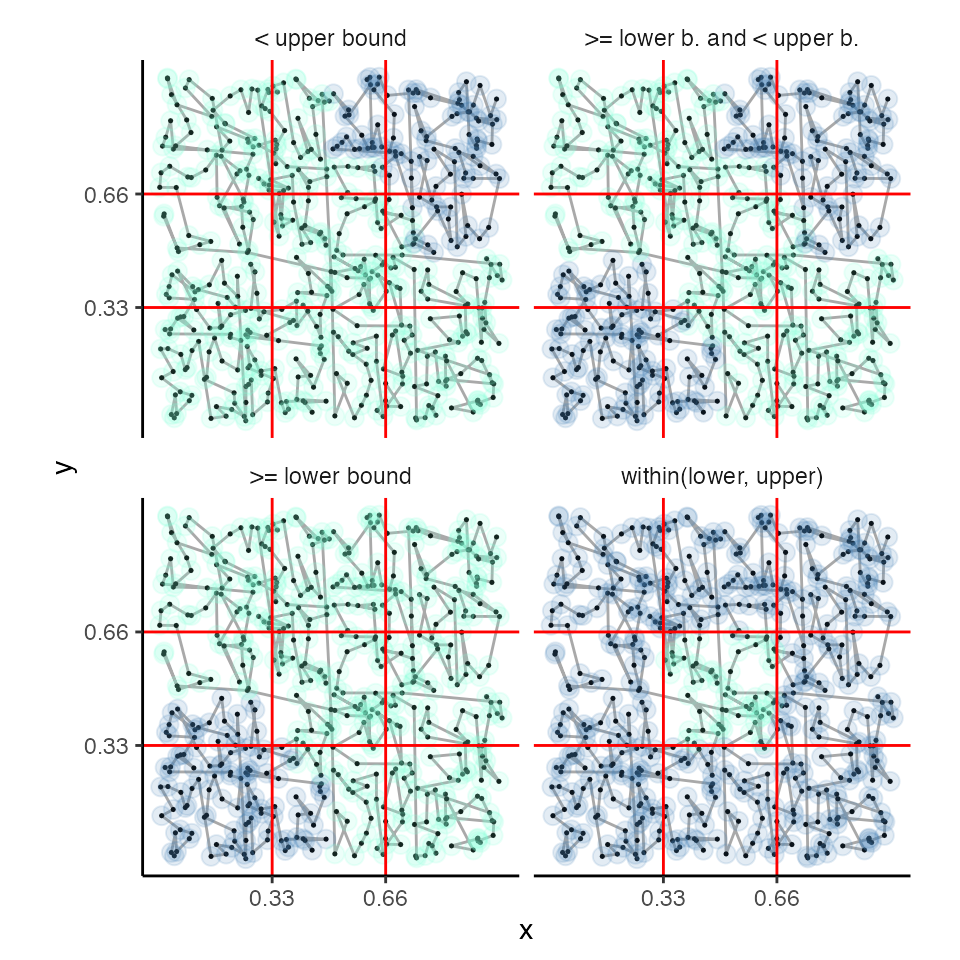 < upper bound
>= lower b. and < upper b.
0.66
0.33
y
>= lower bound
within(lower, upper)
0.66
0.33
0.33
0.66
0.33
0.66
x